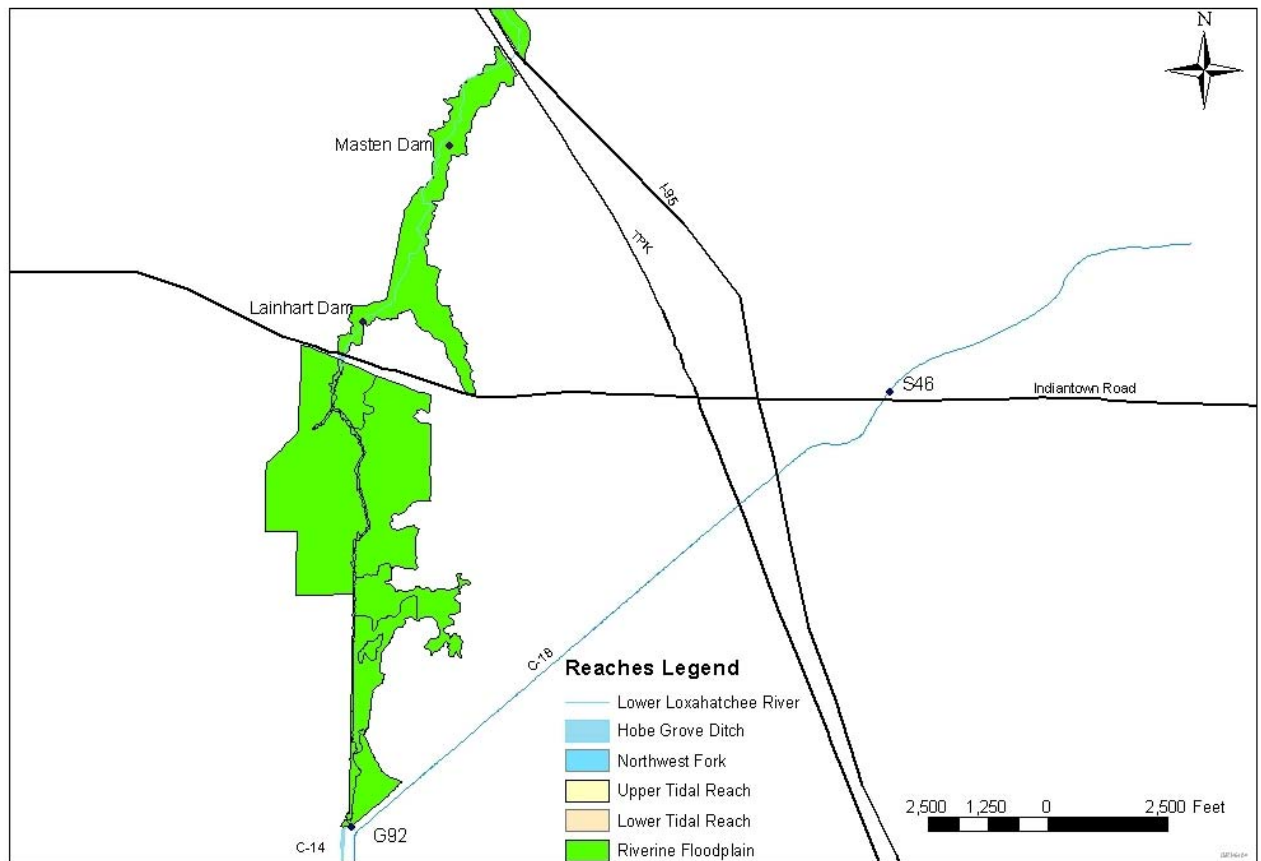 N
Masten Dam
I-95
TPK
Lainhart Dam
S46
Indiantown Road
C-18
Reaches Legend
Lower Loxahatchee River
Hobe Grove Ditch
Northwest Fork
Upper Tidal Reach
Lower Tidal Reach
Riverine Floodplain
2,500 1,250 0 2,500 Feet
G92
C-14